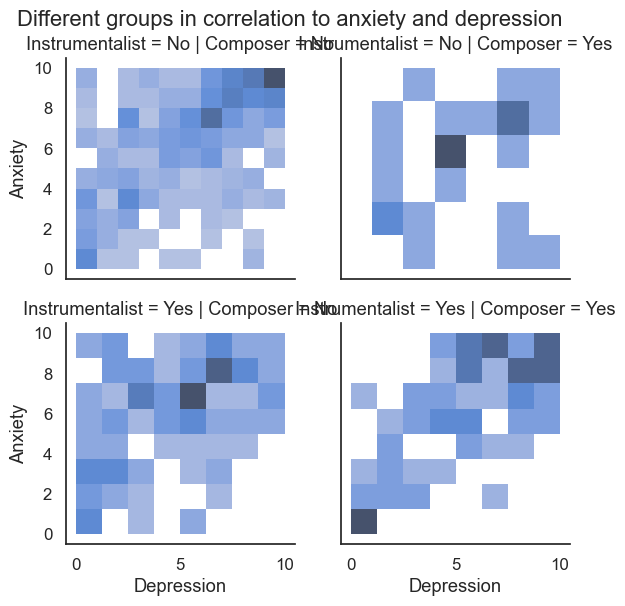 Different groups in correlation to anxiety and depression
Instrumentalist = No | Composer = No
Instrumentalist = No | Composer = Yes
10
8
6
4
2
0
Anxiety
Instrumentalist = Yes | Composer = No
Instrumentalist = Yes | Composer = Yes
10
8
6
4
2
0
Anxiety
0 5 10
0 5 10
Depression
Depression